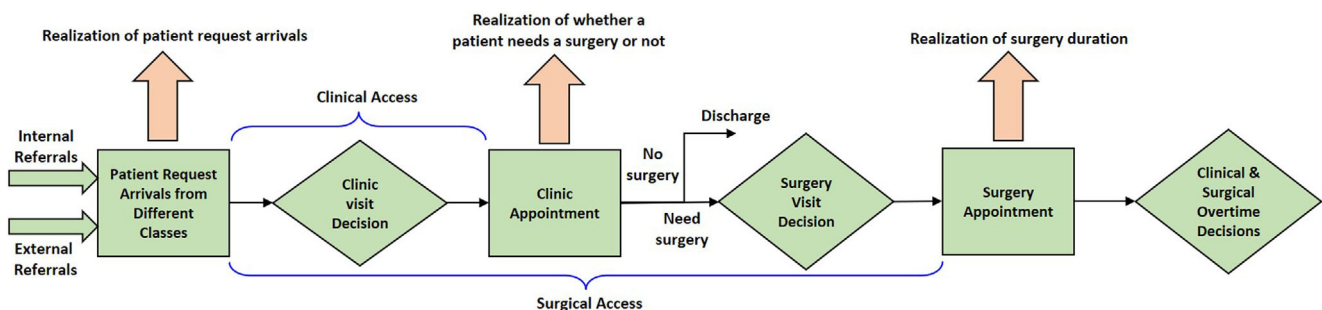 Realization of patient request arrivals
Realization of whether a
patient needs a surgery or not
Realization of surgery duration
Clinical Access
Discharge
Internal
Referrals
External
Referrals
Patient Request
Arrivals from
Different
Classes
Clinic
visit
Decision
Clinic
Appointment
No
surgery
Need
surgery
Surgery
Visit
Decision
Surgery
Appointment
Clinical &
Surgical
Overtime
Decisions
Surgical Access